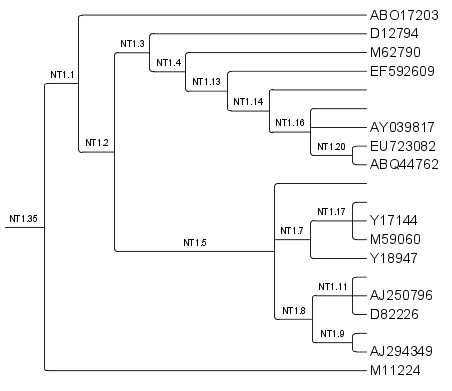 ABO17203
D12794
NT1.3
M62790
NT1.4
EF592609
NT1.1
NT1.13
NT1.14
NT1.16
AY039817
EU723082
NT1.2
NT1.20
ABQ44762
NT1.17
Y17144
NT1.35
NT1.7
M59060
NT1.5
Y18947
NT1.11
AJ250796
NT1.8
D82226
NT1.9
AJ294349
M11224